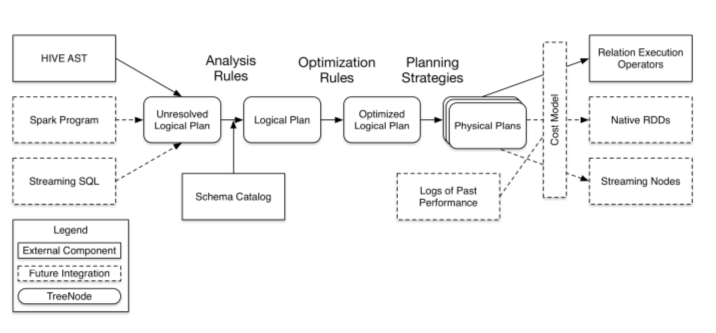 Analysis
Rules
Optimization
Rules
Planning
Strategies
HIVE AST
Spark Program
Streaming SQL
Unresolved
Logical Plan
Logical Plan
Optimized
Logical Plan
Physical Plans
Cost Model
Relation Execution
Operators
Native RDDs
Streaming Nodes
Schema Catalog
Logs of Past
Performance
Legend
External Component
Future Integration
TreeNode